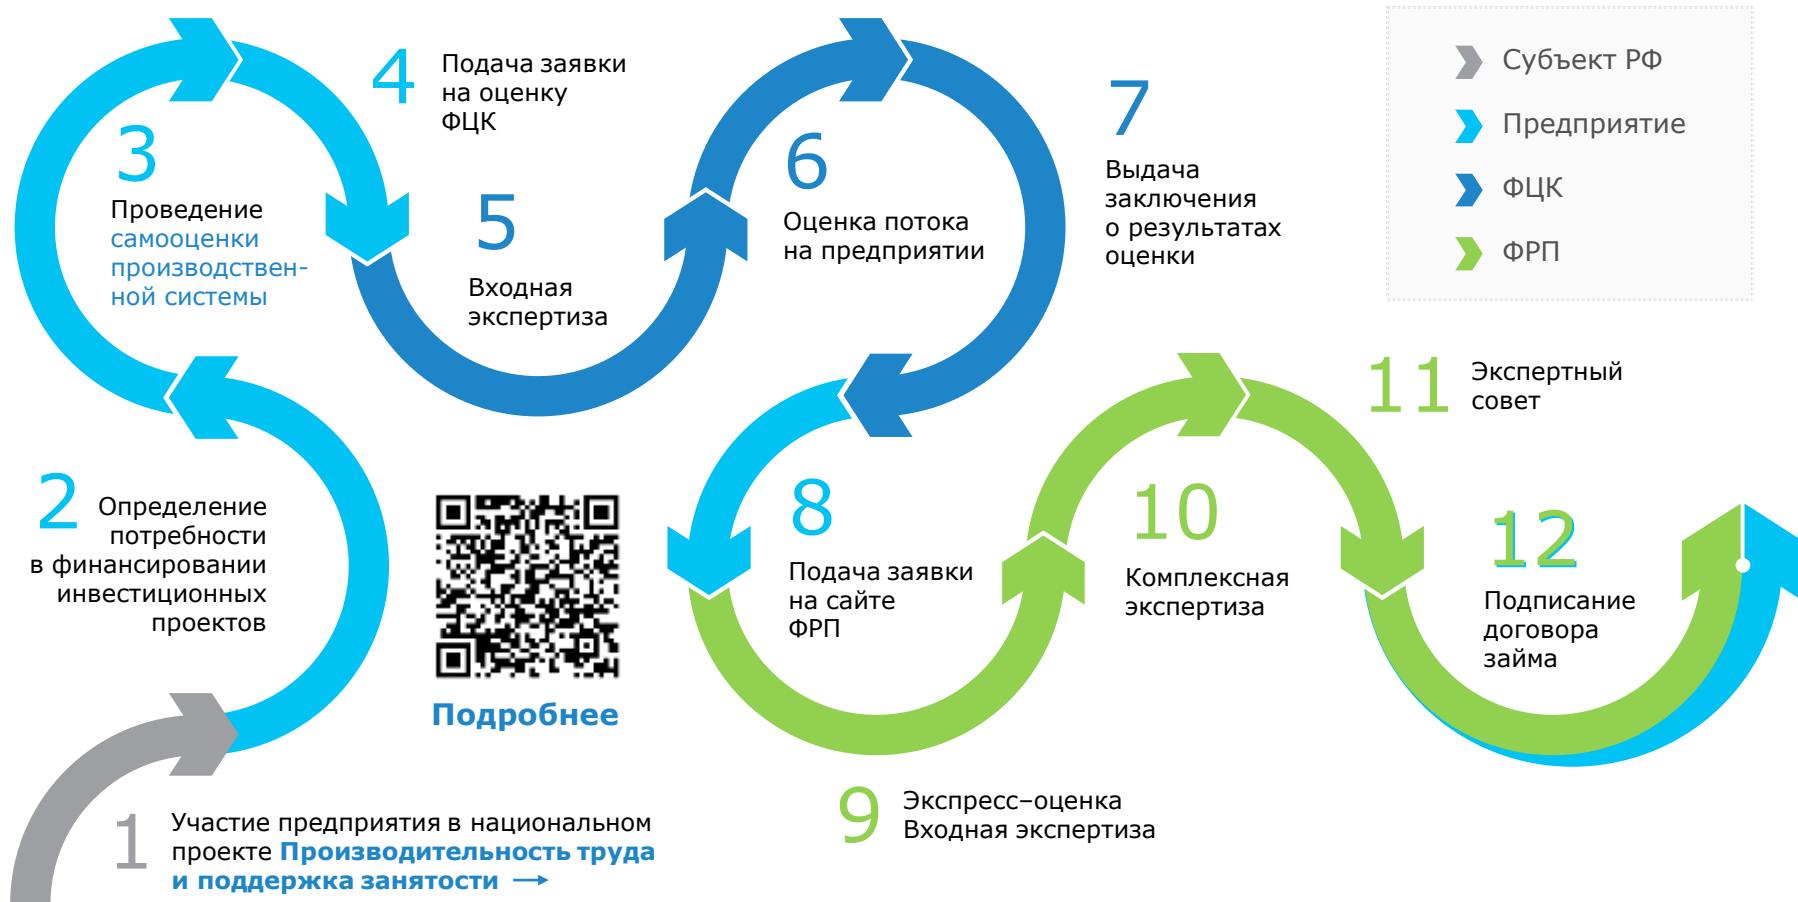 1
Участие предприятия в национальном
проекте Производительность труда
и поддержка занятости →
2
Определение
потребности
в финансировании
инвестиционных
проектов
3
Проведение
самооценки
производствен-
ной системы
4
Подача заявки
на оценку
ФЦК
5
Входная
экспертиза
6
Оценка потока
на предприятии
7
Выдача
заключения
о результатах
оценки
8
Подача заявки
на сайте
ФРП
9
Экспресс–оценка
Входная экспертиза
10
Комплексная
экспертиза
11
Экспертный
совет
12
Подписание
договора
займа
Подробнее
Субъект РФ
Предприятие
ФЦК
ФРП